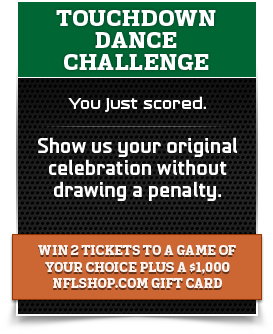 TOUCHDOWN
DANCE
CHALLENGE
You just scored.
Show us your original
celebration without
drawing a penalty.
WIN 2 TICKETS TO A GAME OF
YOUR CHOICE PLUS A $1,000
NFLSHOP.COM GIFT CARD